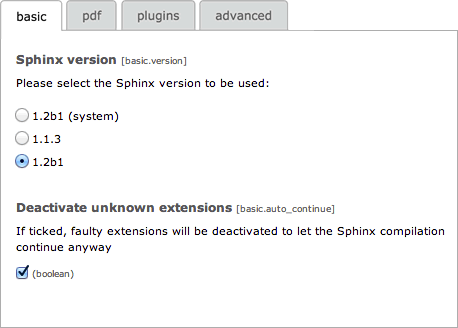 basic pdf plugins advanced
Sphinx version [basic.version]
Please select the Sphinx version to be used:
1.2b1 (system)
1.1.3
1.2b1
Deactivate unknown extensions [basic.auto_continue]
If ticked, faulty extensions will be deactivated to let the Sphinx compilation
continue anyway
(boolean)